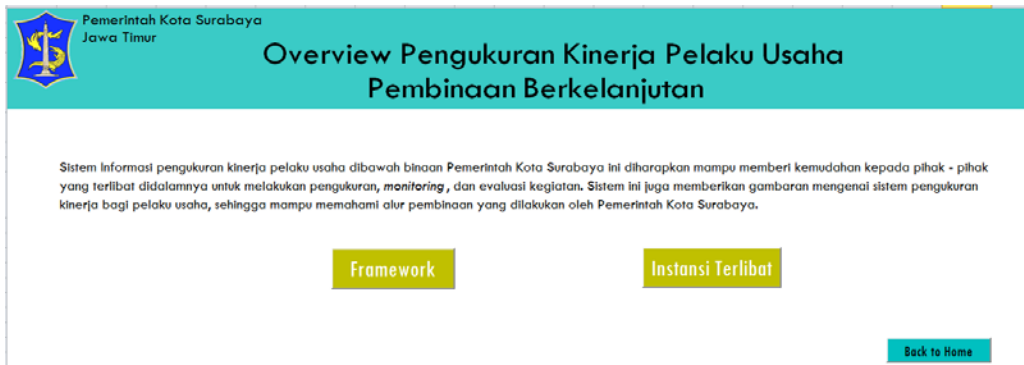 Pemerintah Kota Surabaya
Jawa Timur
Overview Pengukuran Kinerja Pelaku Usaha
Pembinaan Berkelanjutan
Sistem Informasi pengukuran kinerja pelaku usaha dibawah binaan Pemerintah Kota Surabaya ini diharapkan mampu memberi kemudahan kepada pihak - pihak
yang terlibat didalamnya untuk melakukan pengukuran, monitoring , dan evaluasi kegiatan. Sistem ini juga memberikan gambaran mengenai sistem pengukuran
kinerja bagi pelaku usaha, sehingga mampu memahami alur pembinaan yang dilakukan oleh Pemerintah Kota Surabaya.
Framework
Instansi Terlibat
Back to Home